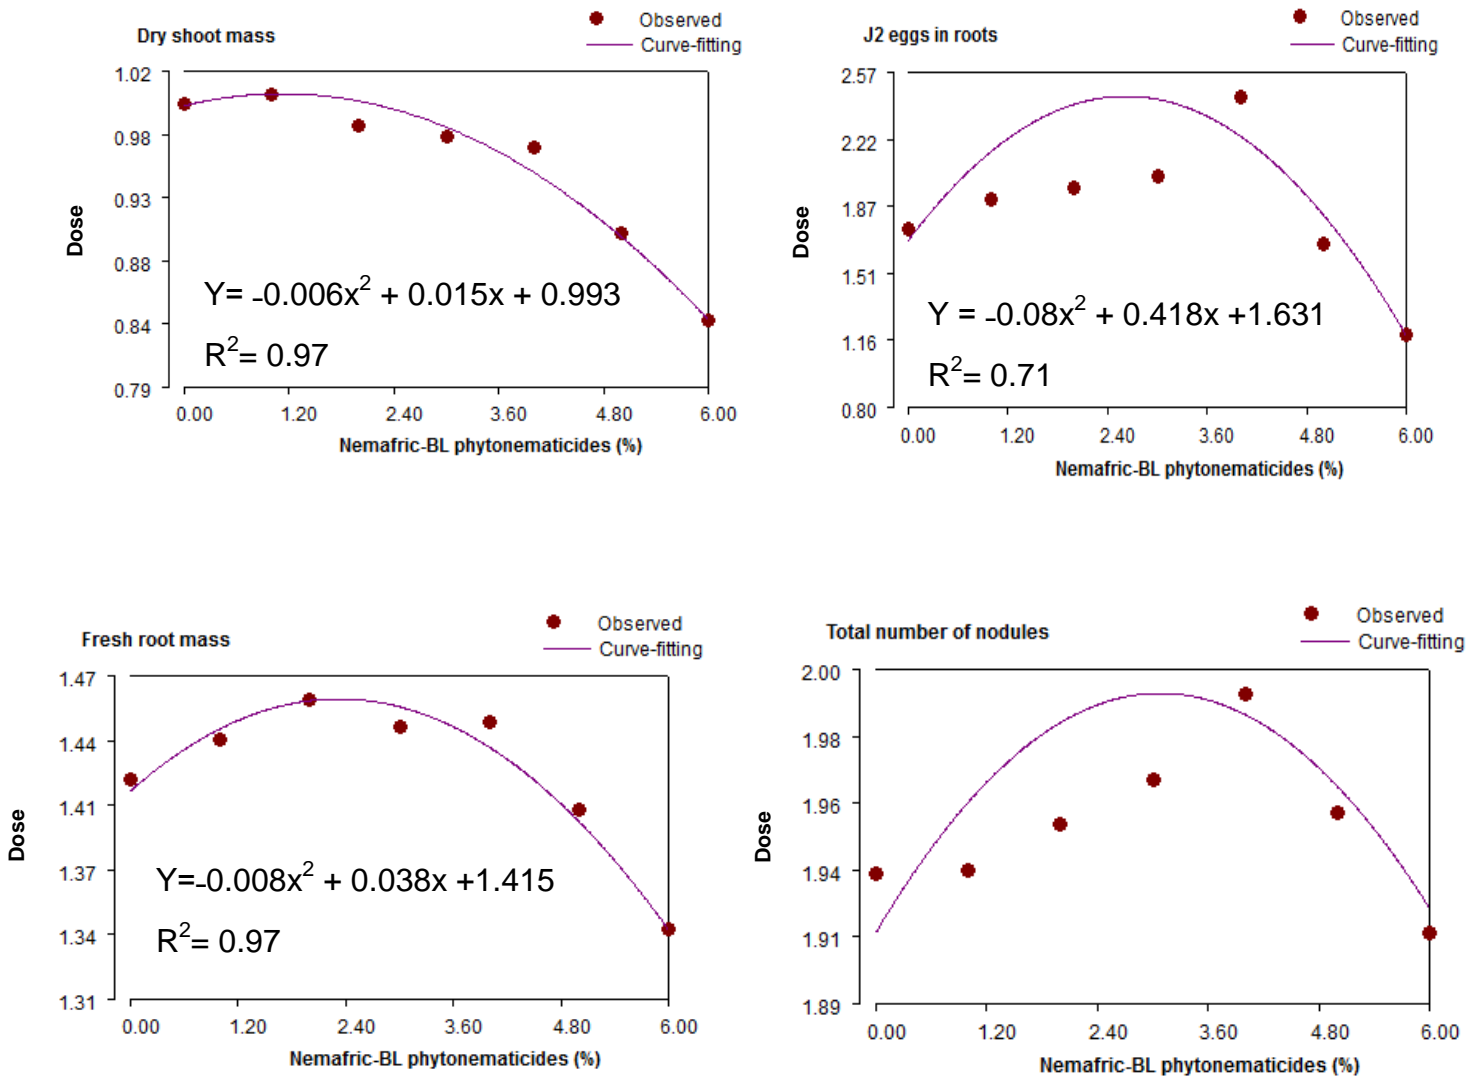 Dry shoot mass
Observed
Curve-fitting
1.02
0.98
0.93
0.88
0.84
0.79
Dose
Y= -0.006x² + 0.015x + 0.993
R²= 0.97
0.00 1.20 2.40 3.60 4.80 6.00
Nemafric-BL phytonematicides (%)
J2 eggs in roots
Observed
Curve-fitting
2.57
2.22
1.87
1.51
1.16
0.80
Dose
Y = -0.08x² + 0.418x +1.631
R²= 0.71
0.00 1.20 2.40 3.60 4.80 6.00
Nemafric-BL phytonematicides (%)
Fresh root mass
Observed
Curve-fitting
1.47
1.44
1.41
1.37
1.34
1.31
Dose
Y=-0.008x² + 0.038x +1.415
R²= 0.97
0.00 1.20 2.40 3.60 4.80 6.00
Nemafric-BL phytonematicides (%)
Total number of nodules
Observed
Curve-fitting
2.00
1.98
1.96
1.94
1.91
1.89
Dose
0.00 1.20 2.40 3.60 4.80 6.00
Nemafric-BL phytonematicides (%)